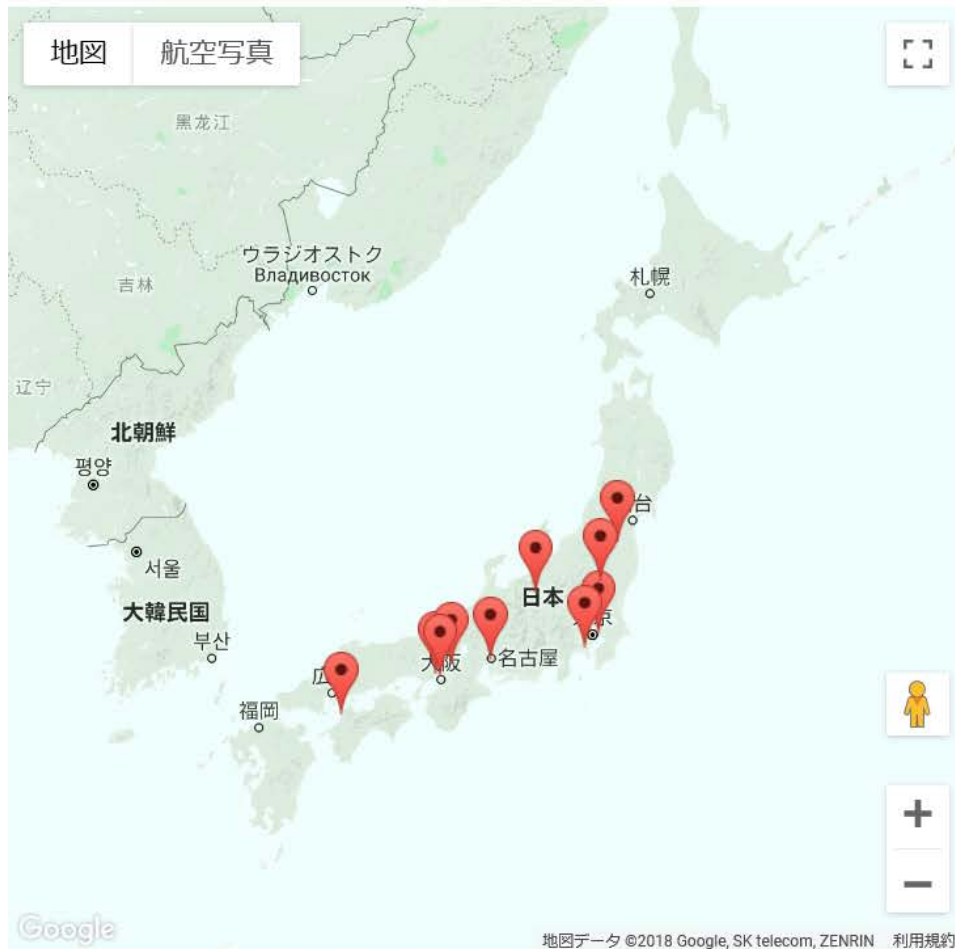 地図
航空写真
黑龙江
ウラジオストク
Владивосток
吉林
札幌
辽宁
北朝鮮
평양
台
서울
大韓民国
日本
京
부산
名古屋
大阪
広
福岡
Google
地図データ ©2018 Google, SK telecom, ZENRIN 利用規約